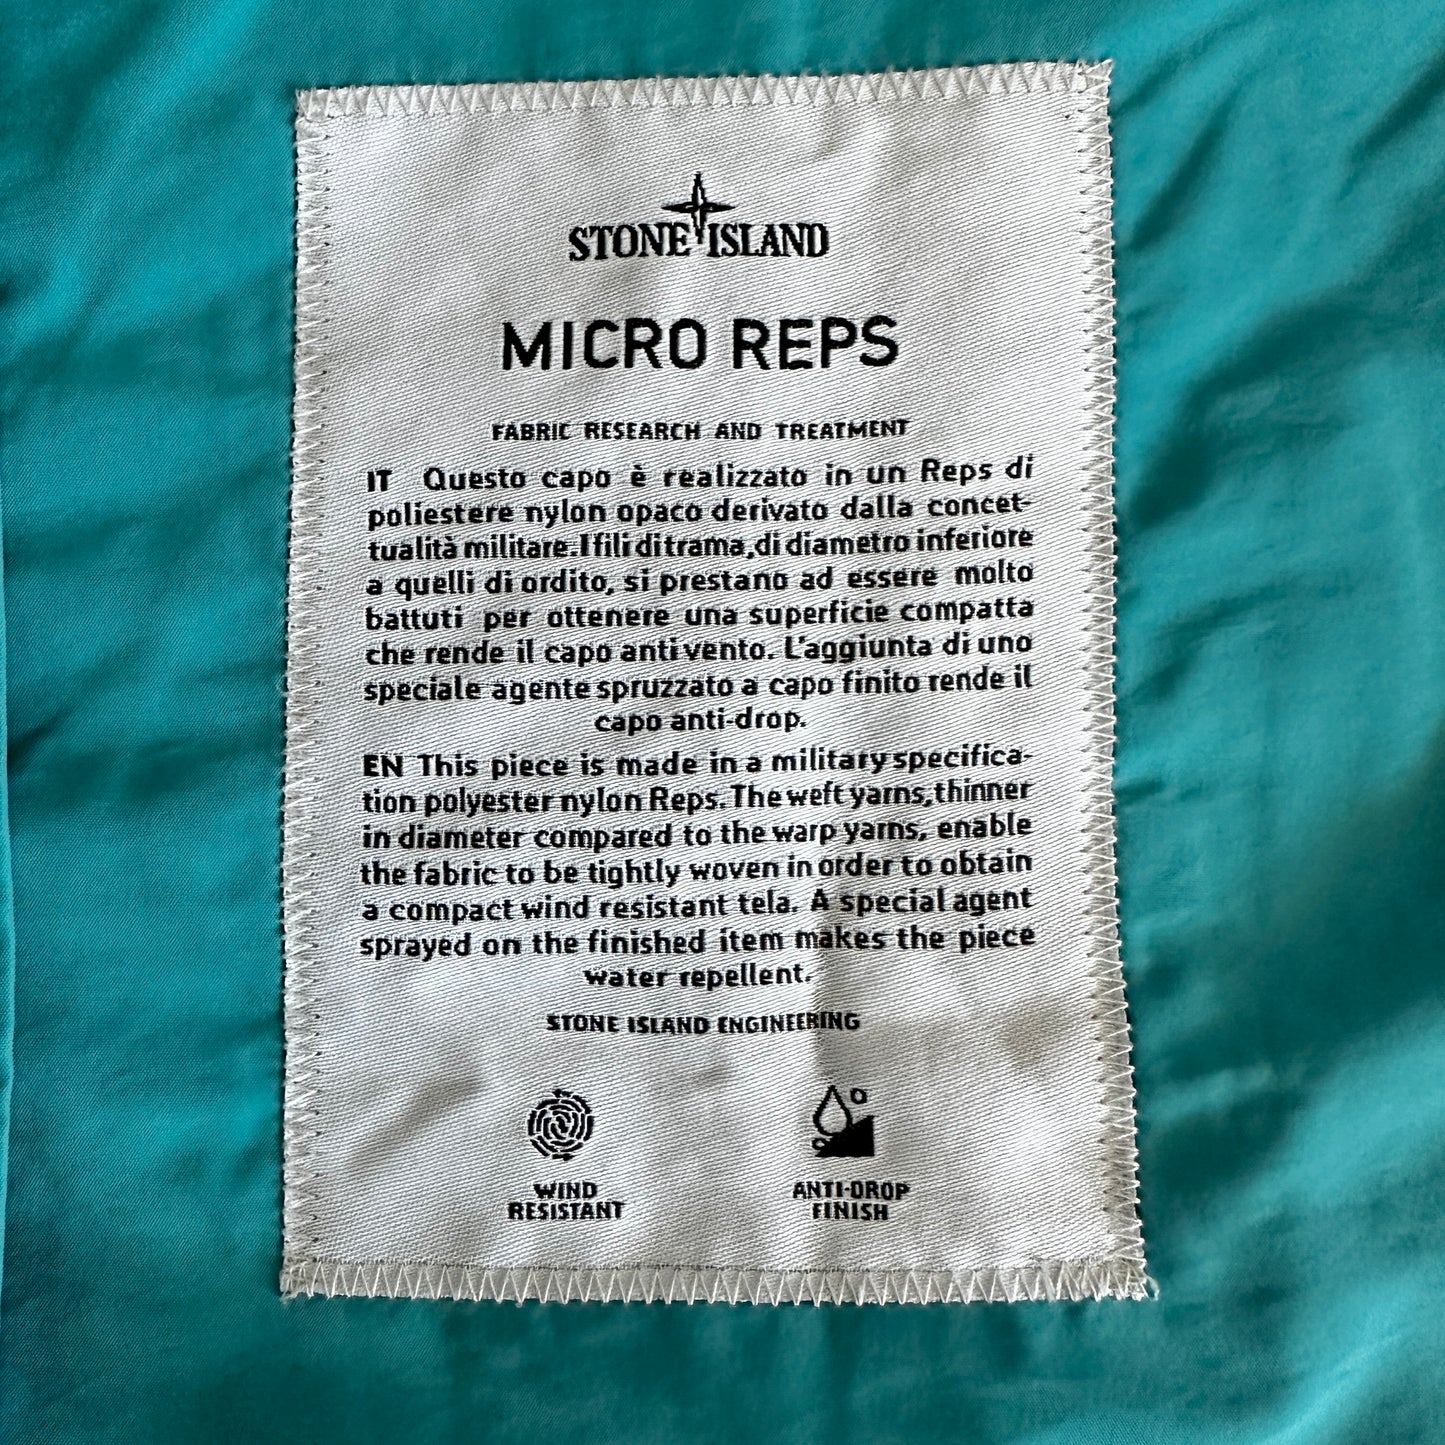 STONE ISLAND
MICRO REPS
FABRIC RESEARCH AND TREATMENT
IT Questo capo è realizzato in un Reps di
poliestere nylon opaco derivato dalla concet-
tualità militare. I fili di trama, di diametro inferiore
a quelli di ordito, si prestano ad essere molto
battuti per ottenere una superficie compatta
che rende il capo anti vento. L'aggiunta di uno
speciale agente spruzzato a capo finito rende il
capo anti-drop.
EN This piece is made in a military specifica-
tion polyester nylon Reps. The weft yarns, thinner
in diameter compared to the warp yarns, enable
the fabric to be tightly woven in order to obtain
a compact wind resistant tela. A special agent
sprayed on the finished item makes the piece
water repellent.
STONE ISLAND ENGINEERING
WIND
RESISTANT
ANTI-DROP
FINISH